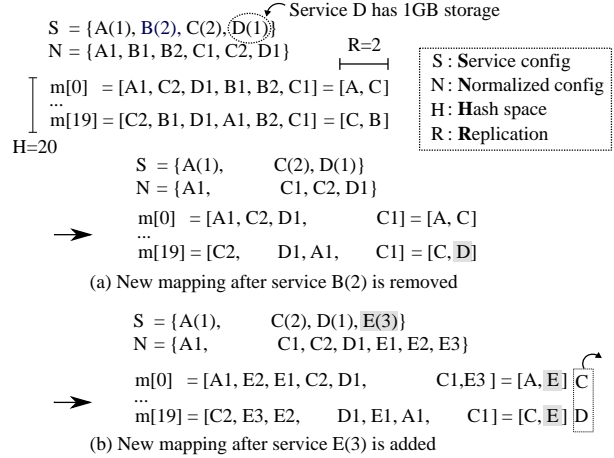 Service D has 1GB storage
S = {A(1), B(2), C(2), D(1)}
N = {A1, B1, B2, C1, C2, D1}
R=2
m[0] = [A1, C2, D1, B1, B2, C1] = [A, C]
...
m[19] = [C2, B1, D1, A1, B2, C1] = [C, B]
H=20
S : Service config
N : Normalized config
H : Hash space
R : Replication
S = {A(1), C(2), D(1)}
N = {A1, C1, C2, D1}
m[0] = [A1, C2, D1, C1] = [A, C]
...
m[19] = [C2, D1, A1, C1] = [C, D]
(a) New mapping after service B(2) is removed
S = {A(1), C(2), D(1), E(3)}
N = {A1, C1, C2, D1, E1, E2, E3}
m[0] = [A1, E2, E1, C2, D1, C1,E3 ] = [A, E] C
...
m[19] = [C2, E3, E2, D1, E1, A1, C1] = [C, E] D
(b) New mapping after service E(3) is added